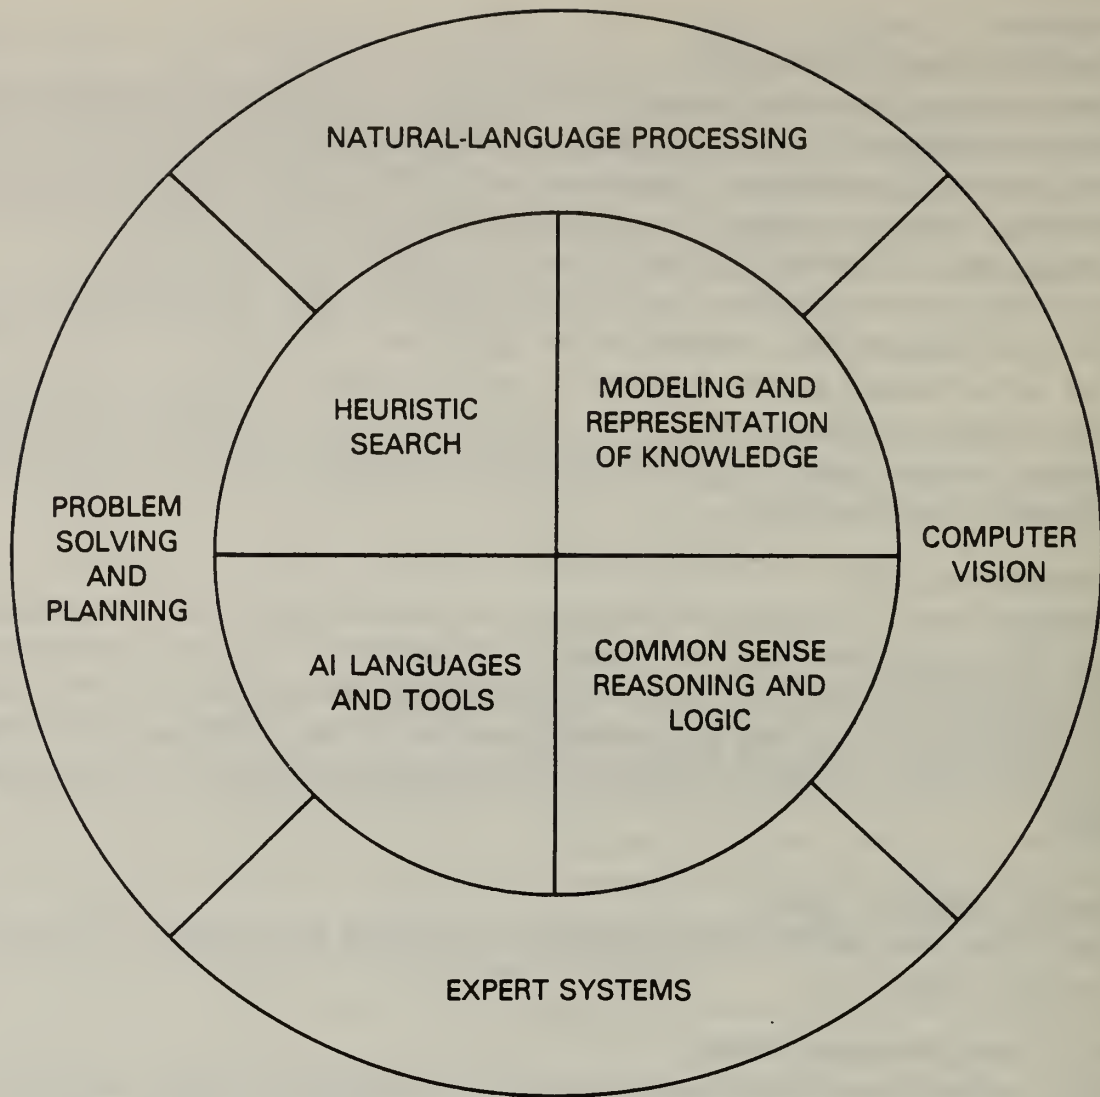 NATURAL-LANGUAGE PROCESSING
HEURISTIC
SEARCH
MODELING AND
REPRESENTATION
OF KNOWLEDGE
PROBLEM
SOLVING
AND
PLANNING
COMPUTER
VISION
AI LANGUAGES
AND TOOLS
COMMON SENSE
REASONING AND
LOGIC
EXPERT SYSTEMS